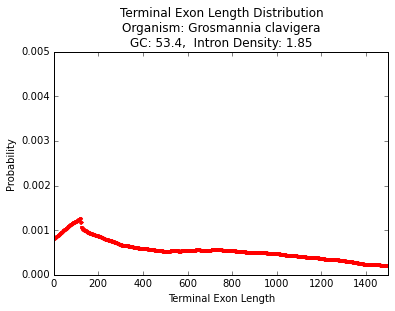 Terminal Exon Length Distribution
Organism: Grosmannia clavigera
GC: 53.4,  Intron Density: 1.85
0.005
0.004
0.003
0.002
0.001
0.000
Probability
0 200 400 600 800 1000 1200 1400
Terminal Exon Length